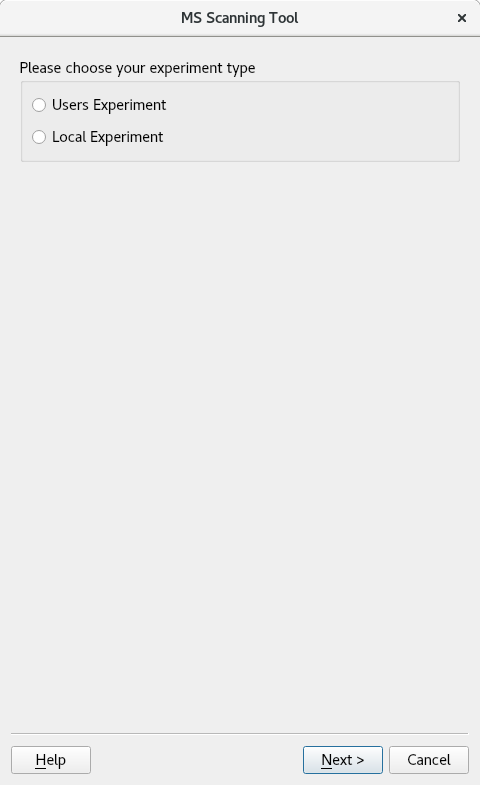 MS Scanning Tool
Please choose your experiment type
Users Experiment
Local Experiment
Help
Next >
Cancel